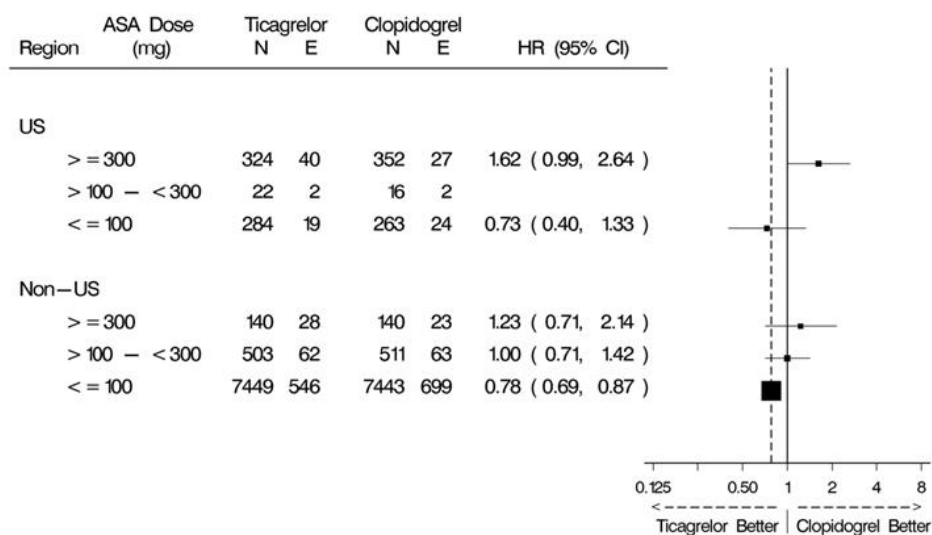 ASA Dose Ticagrelor Clopidogrel
Region (mg) N E N E HR (95% CI)
US
>=300 324 40 352 27 1.62 (0.99, 2.64)
>100 – <300 22 2 16 2
<=100 284 19 263 24 0.73 (0.40, 1.33)
Non–US
>=300 140 28 140 23 1.23 (0.71, 2.14)
>100 – <300 503 62 511 63 1.00 (0.71, 1.42)
<=100 7449 546 7443 699 0.78 (0.69, 0.87)
0.125 0.50 1 2 4 8
Ticagrelor Better Clopidogrel Better